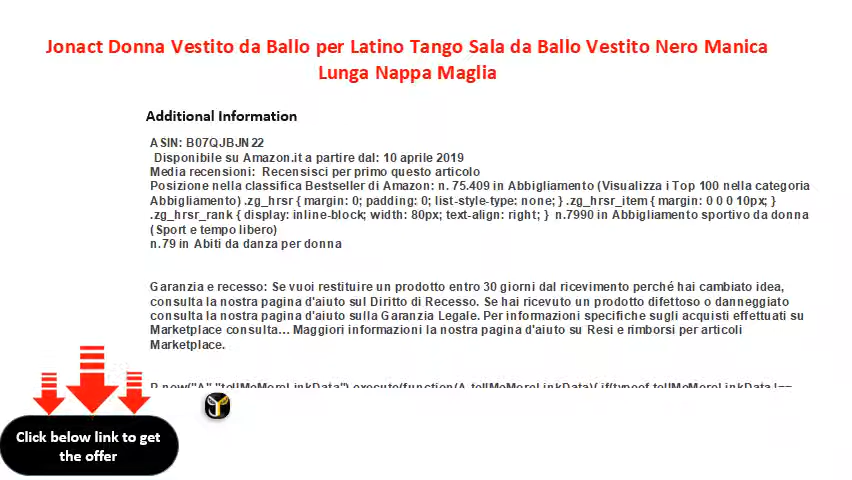 Jonact Donna Vestito da Ballo per Latino Tango Sala da Ballo Vestito Nero Manica
Lunga Nappa Maglia
Additional Information
ASIN: B07QJBJN22
Disponibile su Amazon.it a partire dal: 10 aprile 2019
Media recensioni: Recensisci per primo questo articolo
Posizione nella classifica Bestseller di Amazon: n. 75.409 in Abbigliamento (Visualizza i Top 100 nella categoria
Abbigliamento) .zg_hrsr { margin: 0; padding: 0; list-style-type: none; } .zg_hrsr_item { margin: 0 0 0 10px; }
.zg_hrsr_rank { display: inline-block; width: 80px; text-align: right; } n.7990 in Abbigliamento sportivo da donna
(Sport e tempo libero)
n.79 in Abiti da danza per donna
Garanzia e recesso: Se vuoi restituire un prodotto entro 30 giorni dal ricevimento perché hai cambiato idea,
consulta la nostra pagina d'aiuto sul Diritto di Recesso. Se hai ricevuto un prodotto difettoso o danneggiato
consulta la nostra pagina d'aiuto sulla Garanzia Legale. Per informazioni specifiche sugli acquisti effettuati su
Marketplace consulta... Maggiori informazioni la nostra pagina d'aiuto su Resi e rimborsi per articoli
Marketplace.
P.now("A","tellMeMoreLinkData").execute(function(A,tellMeMoreLinkData){ if(typeof tellMeMoreLinkData !==
Click below link to get
the offer